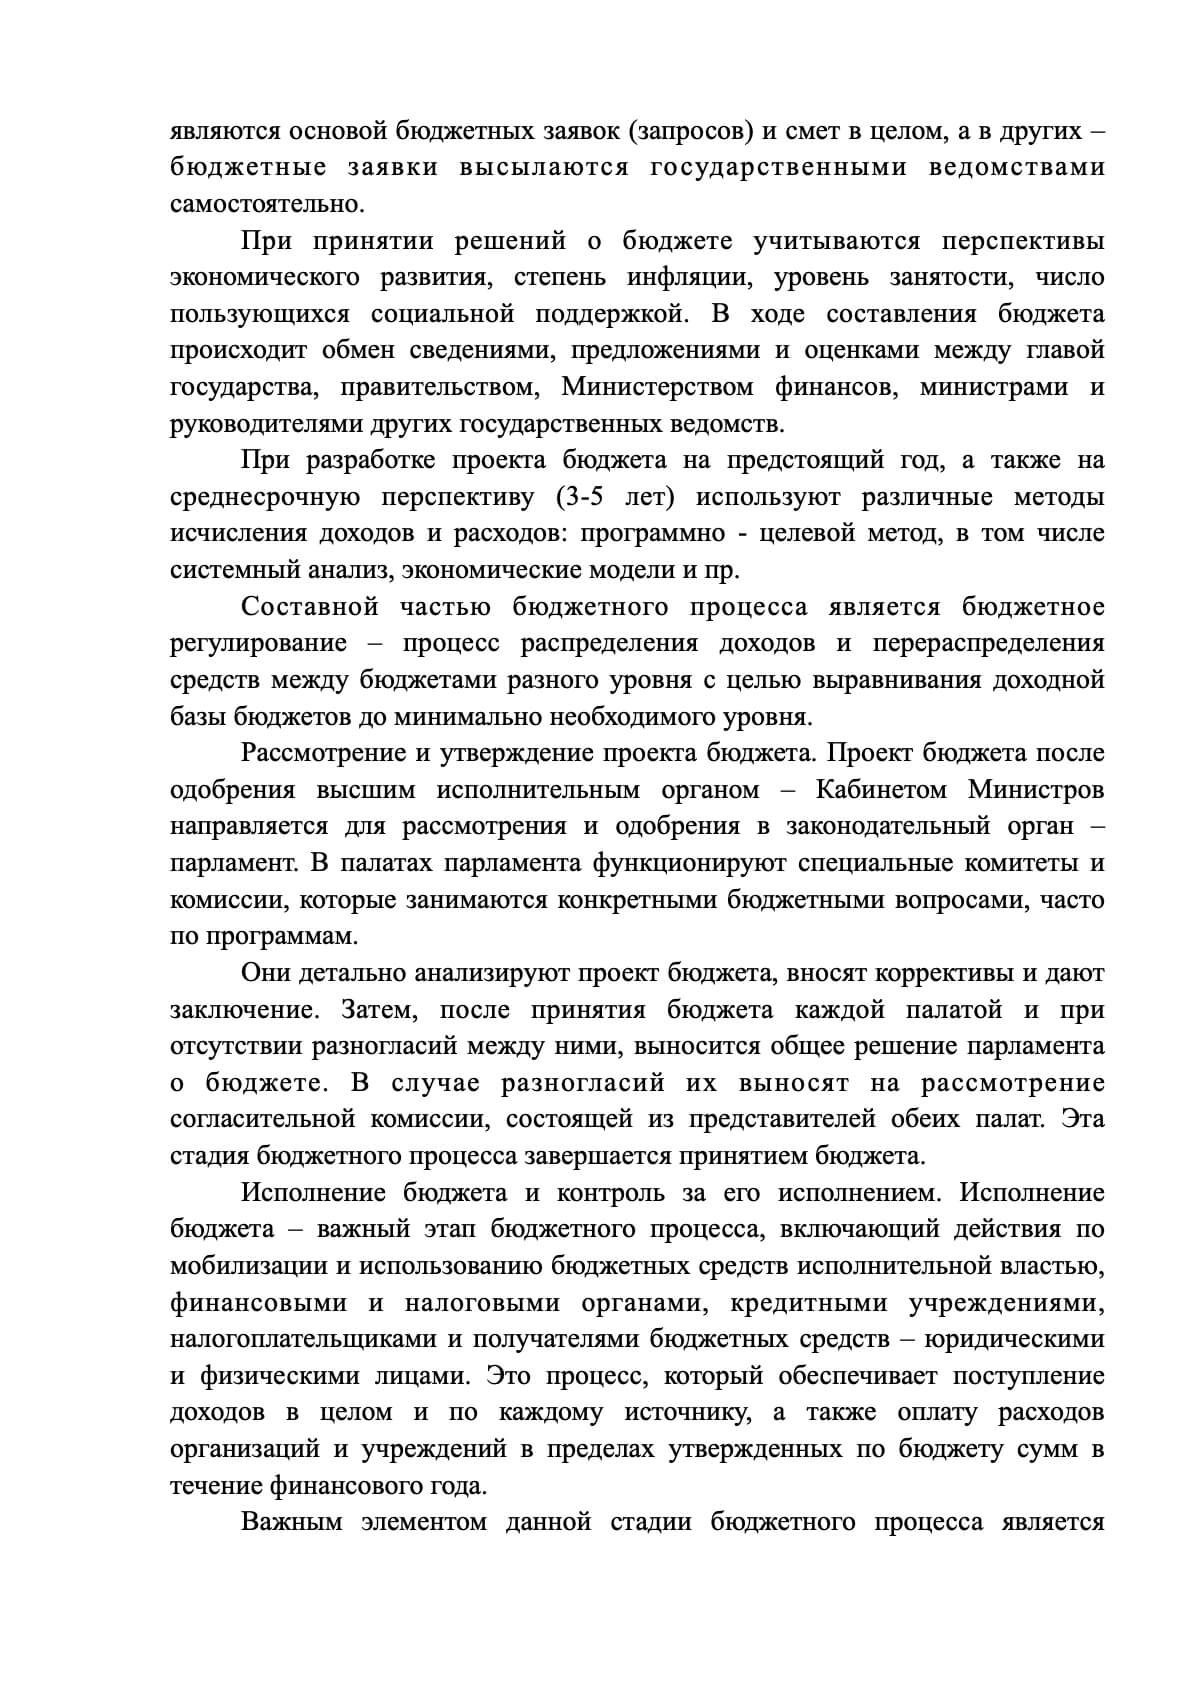 являются основой бюджетных заявок (запросов) и смет в целом, а в других –
бюджетные заявки высылаются государственными ведомствами
самостоятельно.
При принятии решений о бюджете учитываются перспективы
экономического развития, степень инфляции, уровень занятости, число
пользующихся социальной поддержкой. В ходе составления бюджета
происходит обмен сведениями, предложениями и оценками между главой
государства, правительством, Министерством финансов, министрами и
руководителями других государственных ведомств.
При разработке проекта бюджета на предстоящий год, а также на
среднесрочную перспективу (3-5 лет) используют различные методы
исчисления доходов и расходов: программно - целевой метод, в том числе
системный анализ, экономические модели и пр.
Составной частью бюджетного процесса является бюджетное
регулирование – процесс распределения доходов и перераспределения
средств между бюджетами разного уровня с целью выравнивания доходной
базы бюджетов до минимально необходимого уровня.
Рассмотрение и утверждение проекта бюджета. Проект бюджета после
одобрения высшим исполнительным органом – Кабинетом Министров
направляется для рассмотрения и одобрения в законодательный орган –
парламент. В палатах парламента функционируют специальные комитеты и
комиссии, которые занимаются конкретными бюджетными вопросами, часто
по программам.
Они детально анализируют проект бюджета, вносят коррективы и дают
заключение. Затем, после принятия бюджета каждой палатой и при
отсутствии разногласий между ними, выносится общее решение парламента
о бюджете. В случае разногласий их выносят на рассмотрение
согласительной комиссии, состоящей из представителей обеих палат. Эта
стадия бюджетного процесса завершается принятием бюджета.
Исполнение бюджета и контроль за его исполнением. Исполнение
бюджета – важный этап бюджетного процесса, включающий действия по
мобилизации и использованию бюджетных средств исполнительной властью,
финансовыми и налоговыми органами, кредитными учреждениями,
налогоплательщиками и получателями бюджетных средств – юридическими
и физическими лицами. Это процесс, который обеспечивает поступление
доходов в целом и по каждому источнику, а также оплату расходов
организаций и учреждений в пределах утвержденных по бюджету сумм в
течение финансового года.
Важным элементом данной стадии бюджетного процесса является